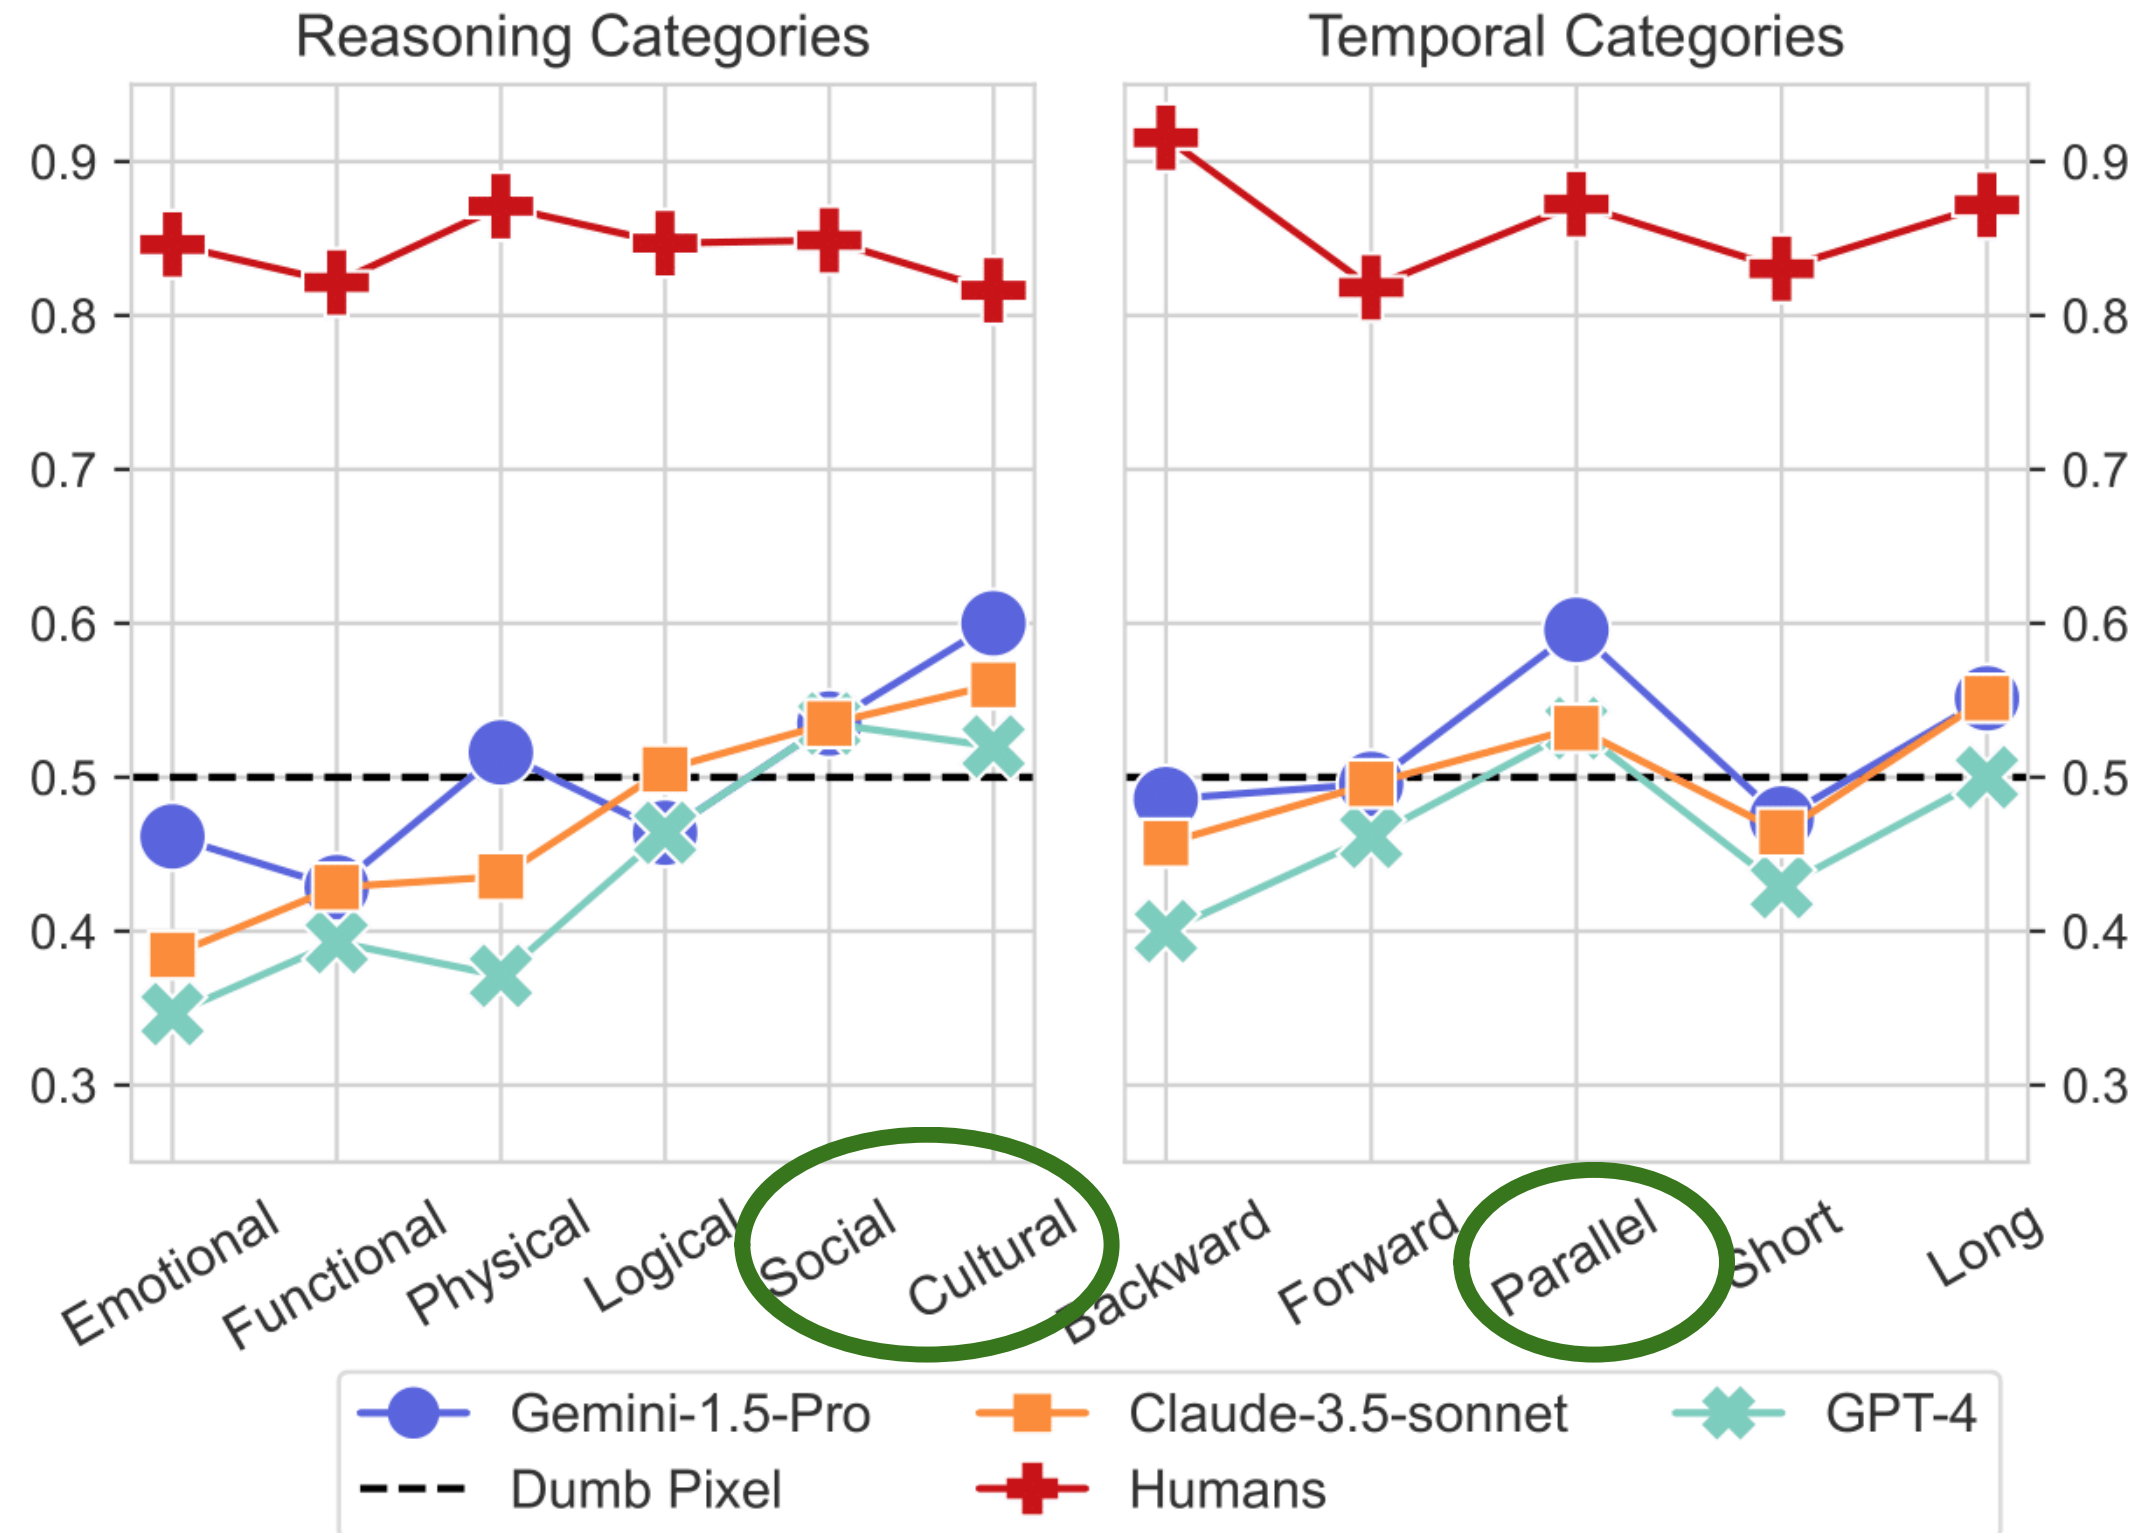 Reasoning Categories Temporal Categories
0.9 0.9
0.8 0.8
0.7 0.7
0.6 0.6
0.5 0.5
0.4 0.4
0.3 0.3
Emotional Functional Physical Logical Social Cultural Backward Forward Parallel Short Long
Gemini-1.5-Pro Claude-3.5-sonnet GPT-4
Dumb Pixel Humans